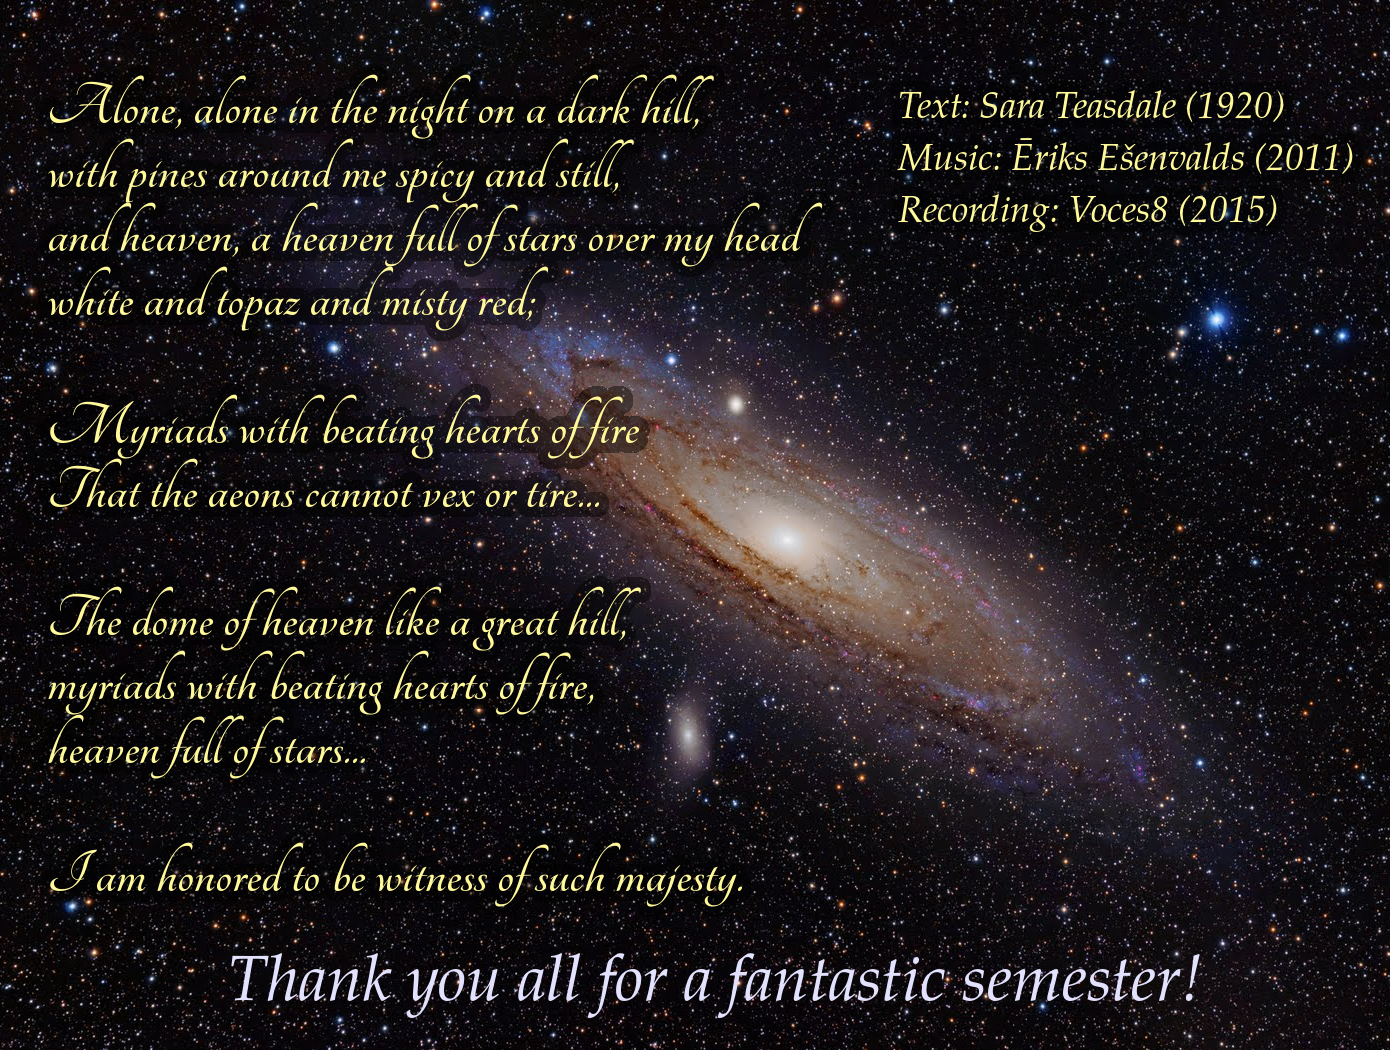 Alone, alone in the night on a dark hill,
with pines around me spicy and still,
and heaven, a heaven full of stars over my head
white and topaz and misty red;
Myriads with beating hearts of fire
That the aeons cannot vex or tire...
The dome of heaven like a great hill,
myriads with beating hearts of fire,
heaven full of stars...
I am honored to be witness of such majesty.
Text: Sara Teasdale (1920)
Music: Ēriks Ešenvalds (2011)
Recording: Voces8 (2015)
Thank you all for a fantastic semester!